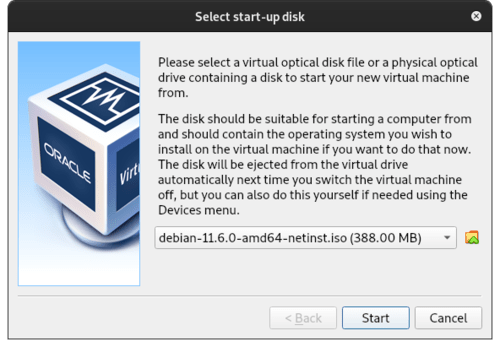 Select start-up disk
Please select a virtual optical disk file or a physical optical
drive containing a disk to start your new virtual machine
from.
The disk should be suitable for starting a computer from
and should contain the operating system you wish to
install on the virtual machine if you want to do that now.
The disk will be ejected from the virtual drive
automatically next time you switch the virtual machine
off, but you can also do this yourself if needed using the
Devices menu.
ORACLE
Virt
debian-11.6.0-amd64-netinst.iso (388.00 MB)
< Back
Start
Cancel